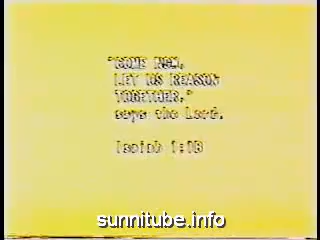 "COME NOW,
LET US REASON
TOGETHER,"
says the Lord.
Isaiah 1:18
sunnitube.info